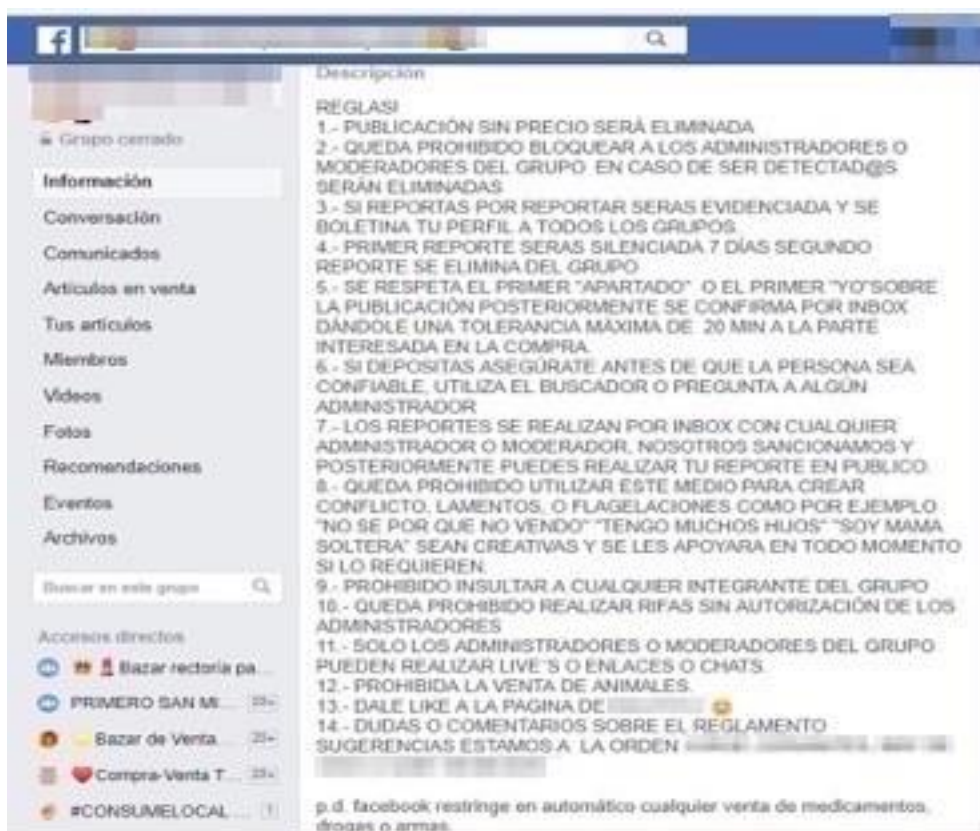 f
Grupo cerrado
Información
Conversación
Comunicados
Artículos en venta
Tus artículos
Miembros
Videos
Fotos
Recomendaciones
Eventos
Archivos
Buscar en este grupo
Accesos directos
Bazar rectoria pa...
PRIMERO SAN MI... 20+
Bazar de Venta... 20+
Compra-Venta T... 20+
#CONSUMELOCAL ... 1
Descripción
REGLAS!
1.- PUBLICACIÓN SIN PRECIO SERÁ ELIMINADA
2.- QUEDA PROHIBIDO BLOQUEAR A LOS ADMINISTRADORES O
MODERADORES DEL GRUPO EN CASO DE SER DETECTAD@S
SERÁN ELIMINADAS
3.- SI REPORTAS POR REPORTAR SERAS EVIDENCIADA Y SE
BOLETINA TU PERFIL A TODOS LOS GRUPOS.
4.- PRIMER REPORTE SERAS SILENCIADA 7 DÍAS SEGUNDO
REPORTE SE ELIMINA DEL GRUPO
5.- SE RESPETA EL PRIMER "APARTADO" O EL PRIMER "YO"SOBRE
LA PUBLICACIÓN POSTERIORMENTE SE CONFIRMA POR INBOX
DÁNDOLE UNA TOLERANCIA MÁXIMA DE 20 MIN A LA PARTE
INTERESADA EN LA COMPRA.
6.- SI DEPOSITAS ASEGÚRATE ANTES DE QUE LA PERSONA SEA
CONFIABLE, UTILIZA EL BUSCADOR O PREGUNTA A ALGÚN
ADMINISTRADOR
7.- LOS REPORTES SE REALIZAN POR INBOX CON CUALQUIER
ADMINISTRADOR O MODERADOR, NOSOTROS SANCIONAMOS Y
POSTERIORMENTE PUEDES REALIZAR TU REPORTE EN PUBLICO.
8.- QUEDA PROHIBIDO UTILIZAR ESTE MEDIO PARA CREAR
CONFLICTO, LAMENTOS, O FLAGELACIONES COMO POR EJEMPLO
"NO SE POR QUE NO VENDO" "TENGO MUCHOS HIJOS" "SOY MAMA
SOLTERA" SEAN CREATIVAS Y SE LES APOYARA EN TODO MOMENTO
SI LO REQUIEREN.
9.- PROHIBIDO INSULTAR A CUALQUIER INTEGRANTE DEL GRUPO
10.- QUEDA PROHIBIDO REALIZAR RIFAS SIN AUTORIZACIÓN DE LOS
ADMINISTRADORES
11.- SOLO LOS ADMINISTRADORES O MODERADORES DEL GRUPO
PUEDEN REALIZAR LIVE´S O ENLACES O CHATS.
12.- PROHIBIDA LA VENTA DE ANIMALES.
13.- DALE LIKE A LA PAGINA DE
14.- DUDAS O COMENTARIOS SOBRE EL REGLAMENTO
SUGERENCIAS ESTAMOS A LA ORDEN
p.d. facebook restringe en automático cualquier venta de medicamentos,
drogas o armas.